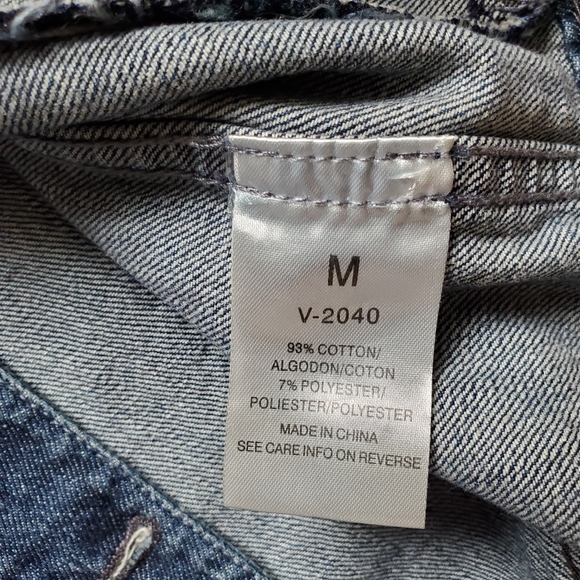 M
V-2040
93% COTTON/
ALGODON/COTON
7% POLYESTER/
POLIESTER/POLYESTER
MADE IN CHINA
SEE CARE INFO ON REVERSE